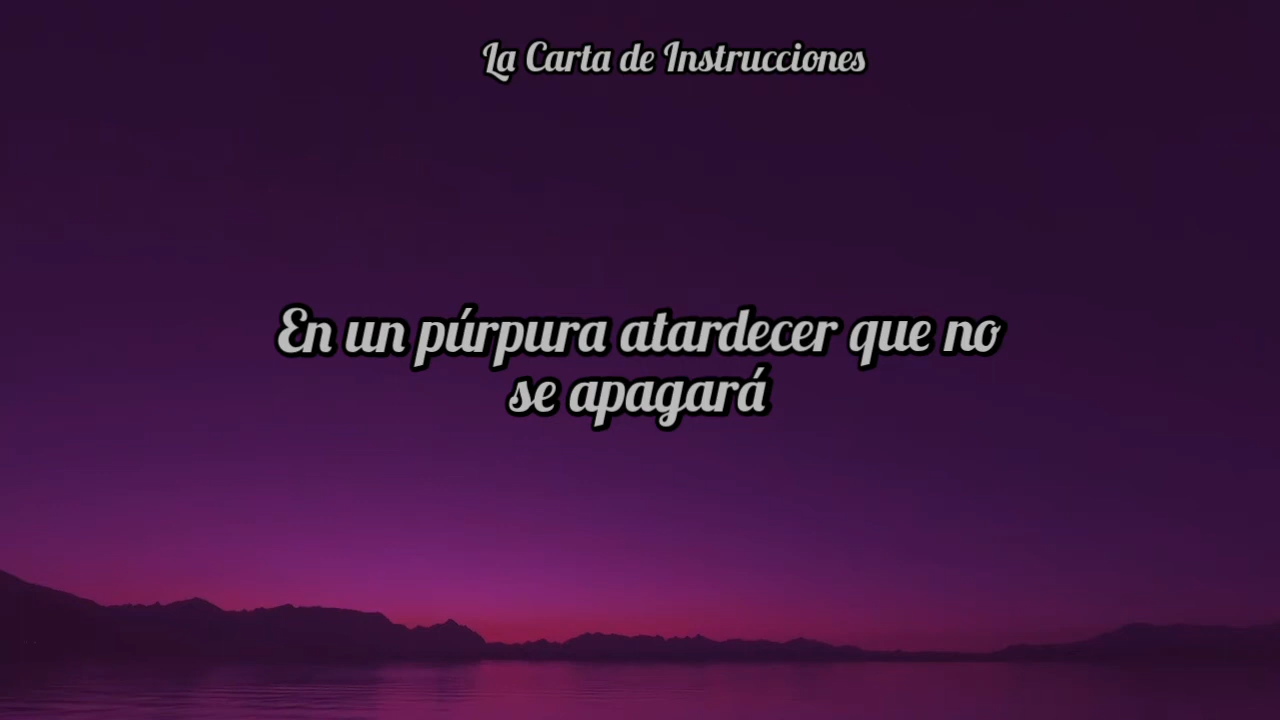 La Carta de Instrucciones
En un púrpura atardecer que no
se apagará